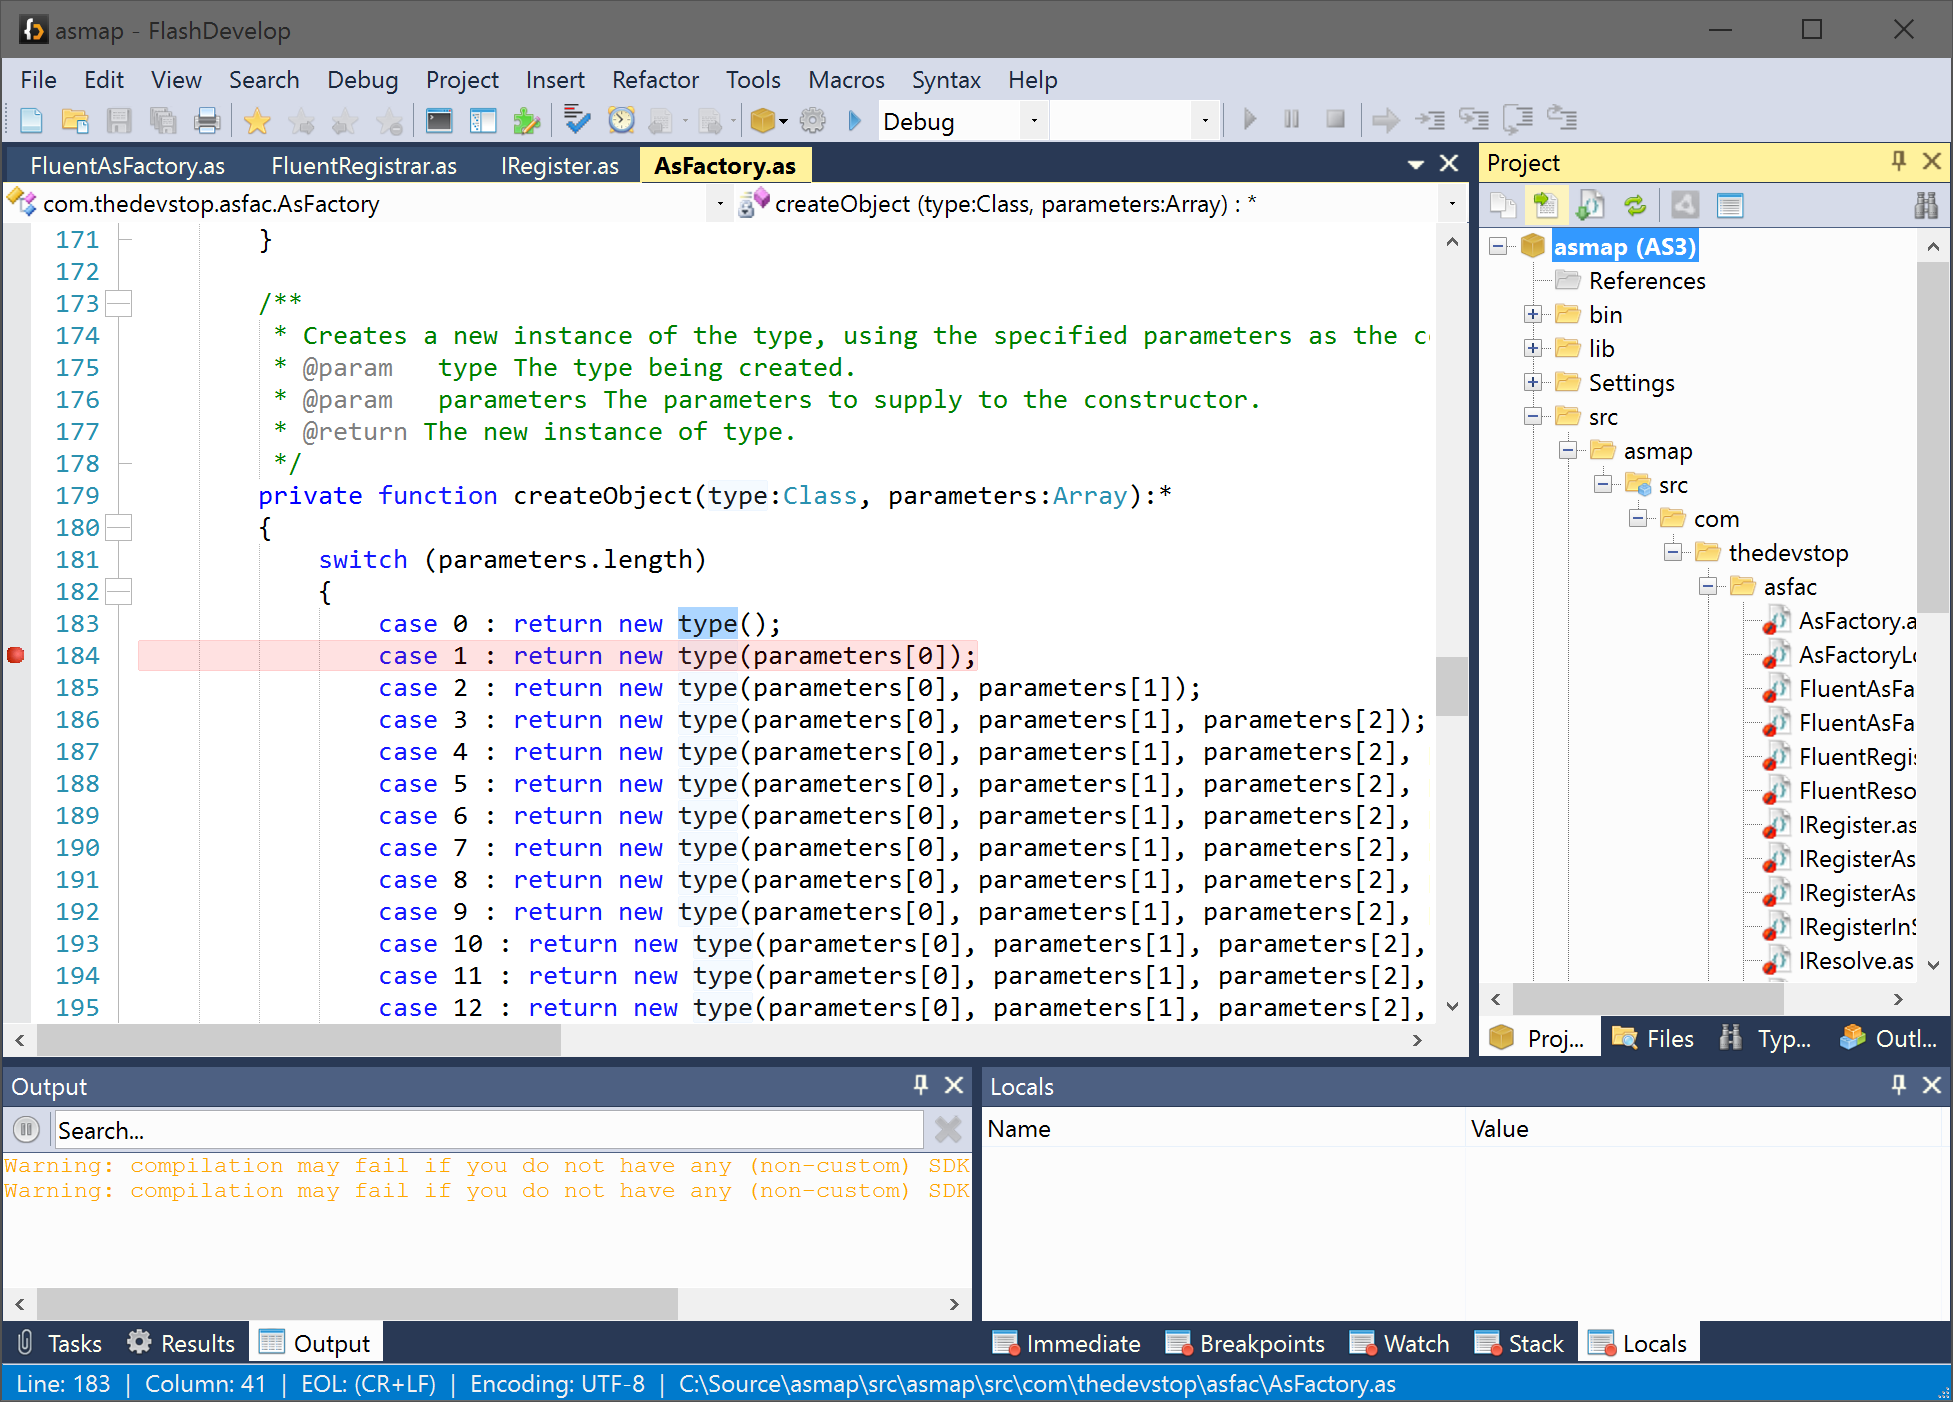 asmap - FlashDevelop
File Edit View Search Debug Project Insert Refactor Tools Macros Syntax Help
Debug
FluentAsFactory.as FluentRegistrar.as IRegister.as AsFactory.as
com.thedevstop.asfac.AsFactory createObject (type:Class, parameters:Array) : *
171 }
172
173 /**
174 * Creates a new instance of the type, using the specified parameters as the c
175 * @param type The type being created.
176 * @param parameters The parameters to supply to the constructor.
177 * @return The new instance of type.
178 */
179 private function createObject(type:Class, parameters:Array):*
180 {
181 switch (parameters.length)
182 {
183 case 0 : return new type();
184 case 1 : return new type(parameters[0]);
185 case 2 : return new type(parameters[0], parameters[1]);
186 case 3 : return new type(parameters[0], parameters[1], parameters[2]);
187 case 4 : return new type(parameters[0], parameters[1], parameters[2],
188 case 5 : return new type(parameters[0], parameters[1], parameters[2],
189 case 6 : return new type(parameters[0], parameters[1], parameters[2],
190 case 7 : return new type(parameters[0], parameters[1], parameters[2],
191 case 8 : return new type(parameters[0], parameters[1], parameters[2],
192 case 9 : return new type(parameters[0], parameters[1], parameters[2],
193 case 10 : return new type(parameters[0], parameters[1], parameters[2],
194 case 11 : return new type(parameters[0], parameters[1], parameters[2],
195 case 12 : return new type(parameters[0], parameters[1], parameters[2],
Project
asmap (AS3)
References
bin
lib
Settings
src
asmap
src
com
thedevstop
asfac
AsFactory.a
AsFactoryLo
FluentAsFa
FluentAsFa
FluentRegis
FluentReso
IRegister.as
IRegisterAs
IRegisterAs
IRegisterInS
IResolve.as
Proj... Files Typ... Outl...
Output
Search...
Warning: compilation may fail if you do not have any (non-custom) SDK
Warning: compilation may fail if you do not have any (non-custom) SDK
Tasks Results Output
Locals
Name Value
Immediate Breakpoints Watch Stack Locals
Line: 183 | Column: 41 | EOL: (CR+LF) | Encoding: UTF-8 | C:\Source\asmap\src\asmap\src\com\thedevstop\asfac\AsFactory.as